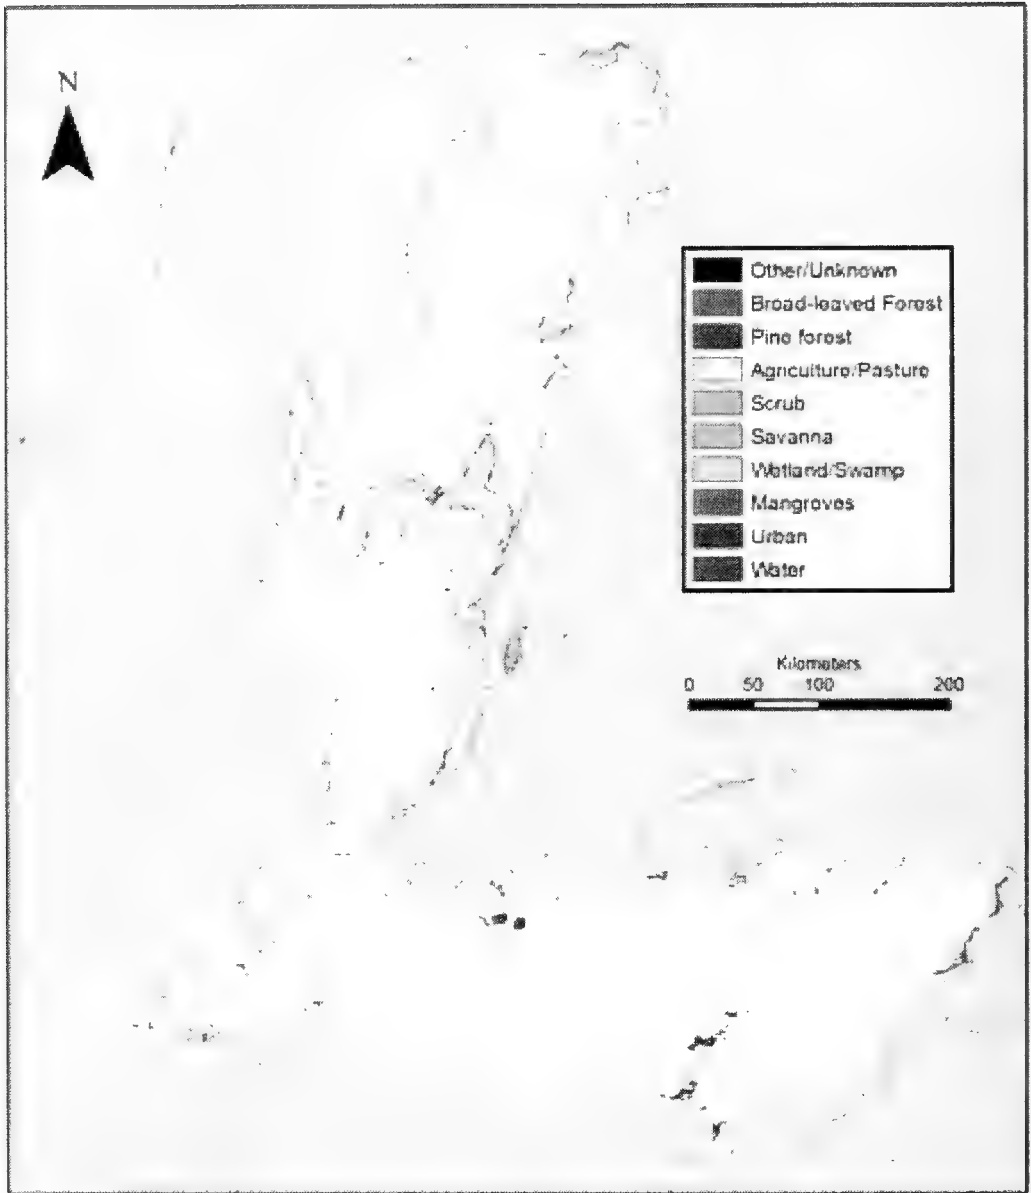 N
Other/Unknown
Broad-leaved Forest
Pine forest
Agriculture/Pasture
Scrub
Savanna
Wetland/Swamp
Mangroves
Urban
Water
Kilometers
0 50 100 200